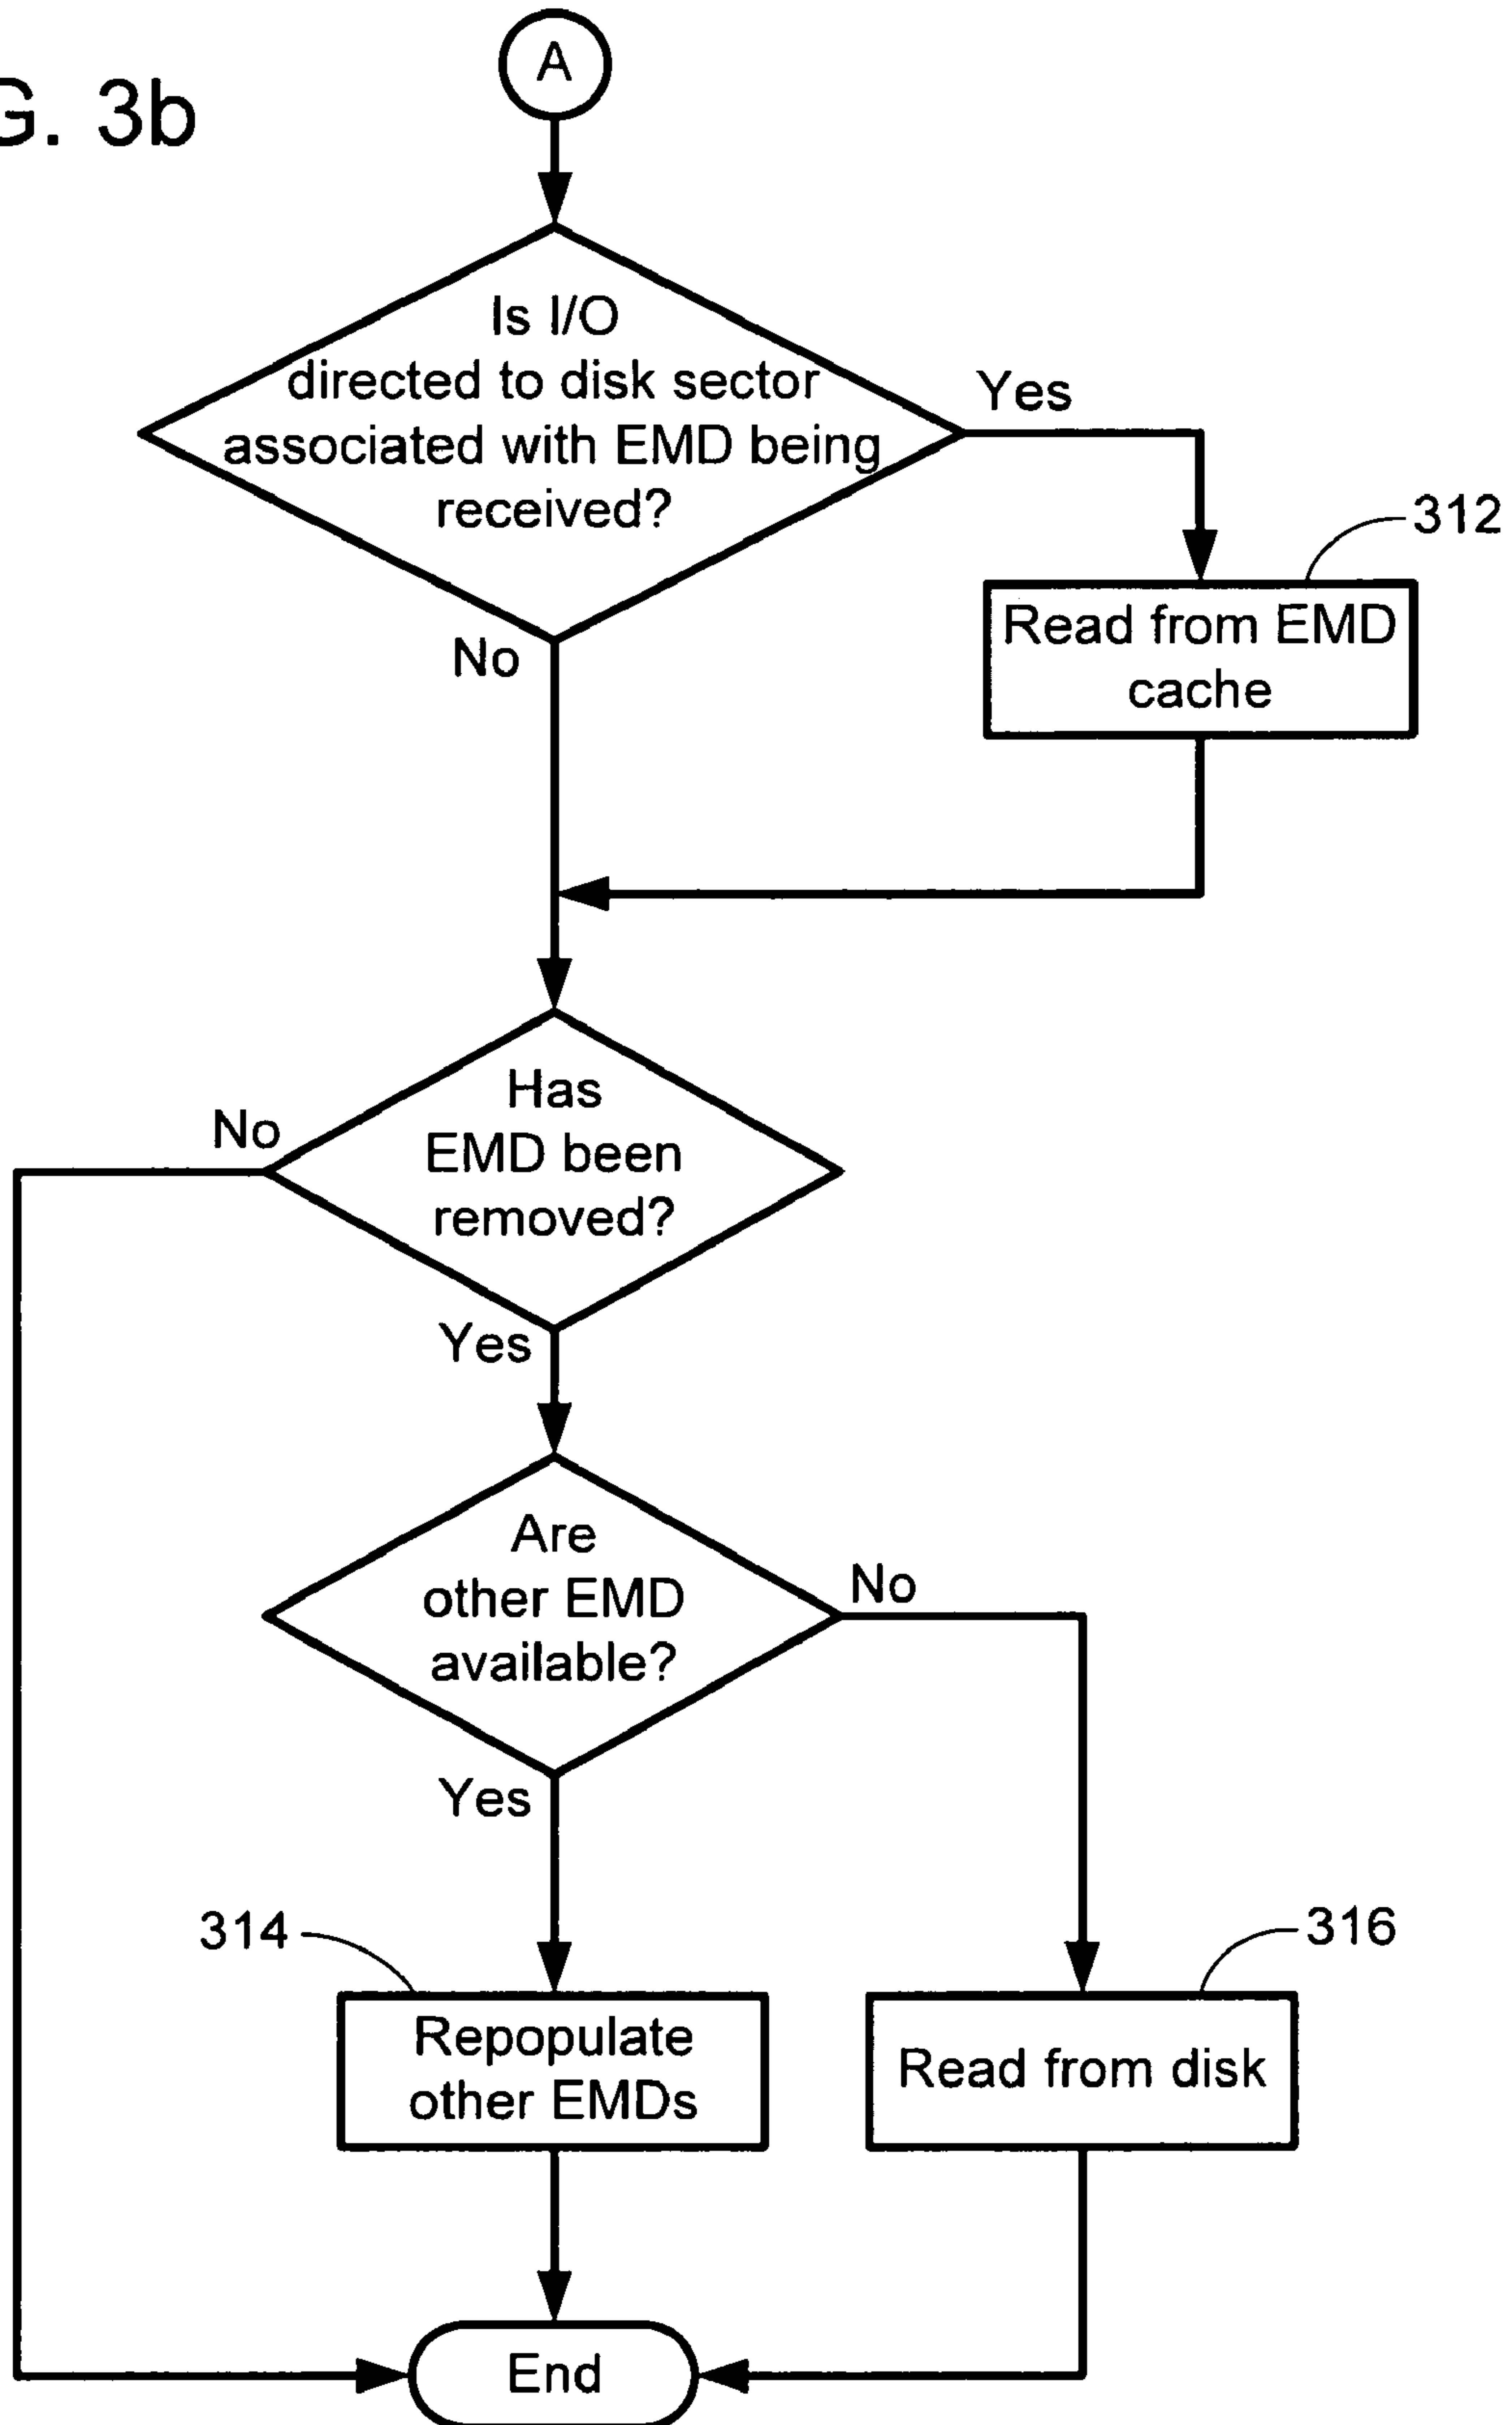 G. 3b
A
Is I/O
directed to disk sector
associated with EMD being
received?
Yes
312
Read from EMD
cache
No
Has
EMD been
removed?
No
Yes
Are
other EMD
available?
No
Yes
314
316
Repopulate
other EMDs
Read from disk
End